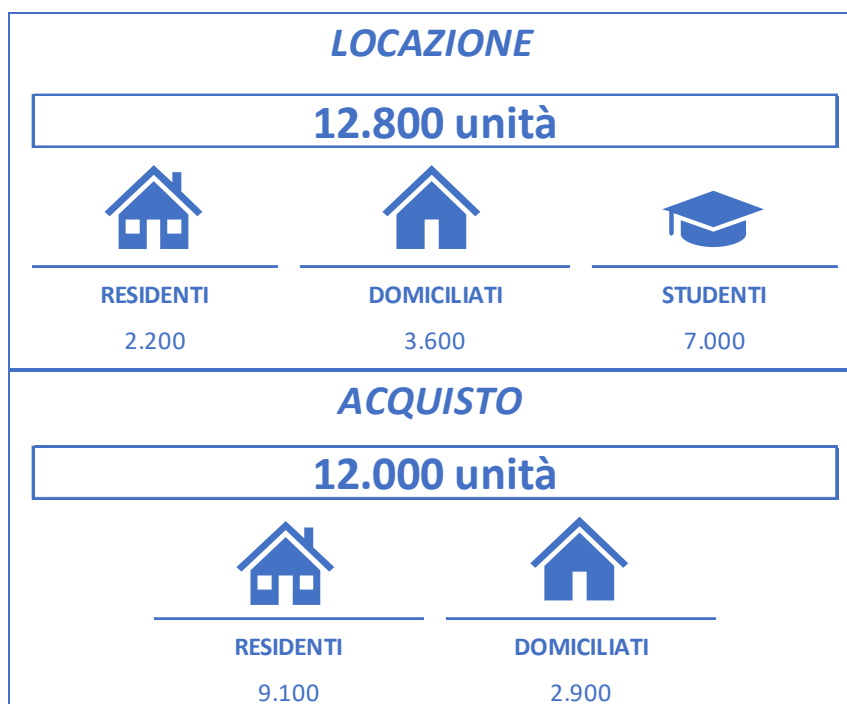 LOCAZIONE
12.800 unità
RESIDENTI DOMICILIATI STUDENTI
2.200 3.600 7.000
ACQUISTO
12.000 unità
RESIDENTI DOMICILIATI
9.100 2.900